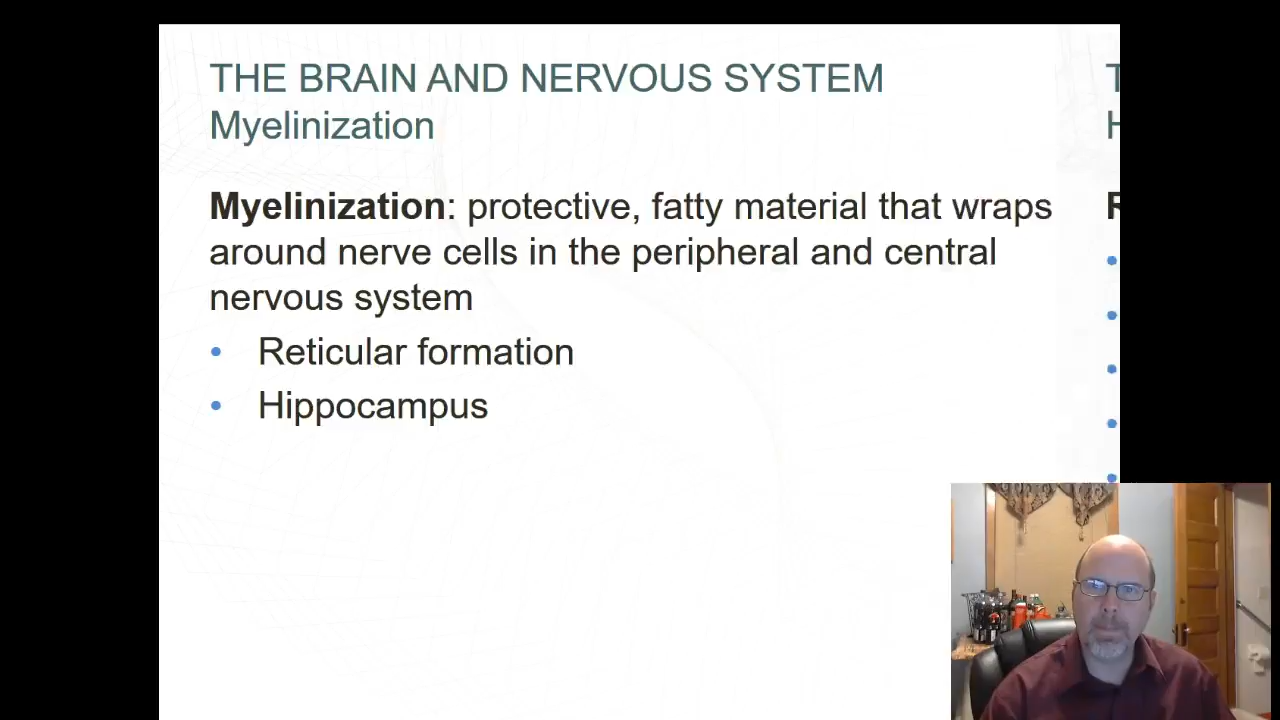 THE BRAIN AND NERVOUS SYSTEM
Myelinization
Myelinization: protective, fatty material that wraps
around nerve cells in the peripheral and central
nervous system
• Reticular formation
• Hippocampus